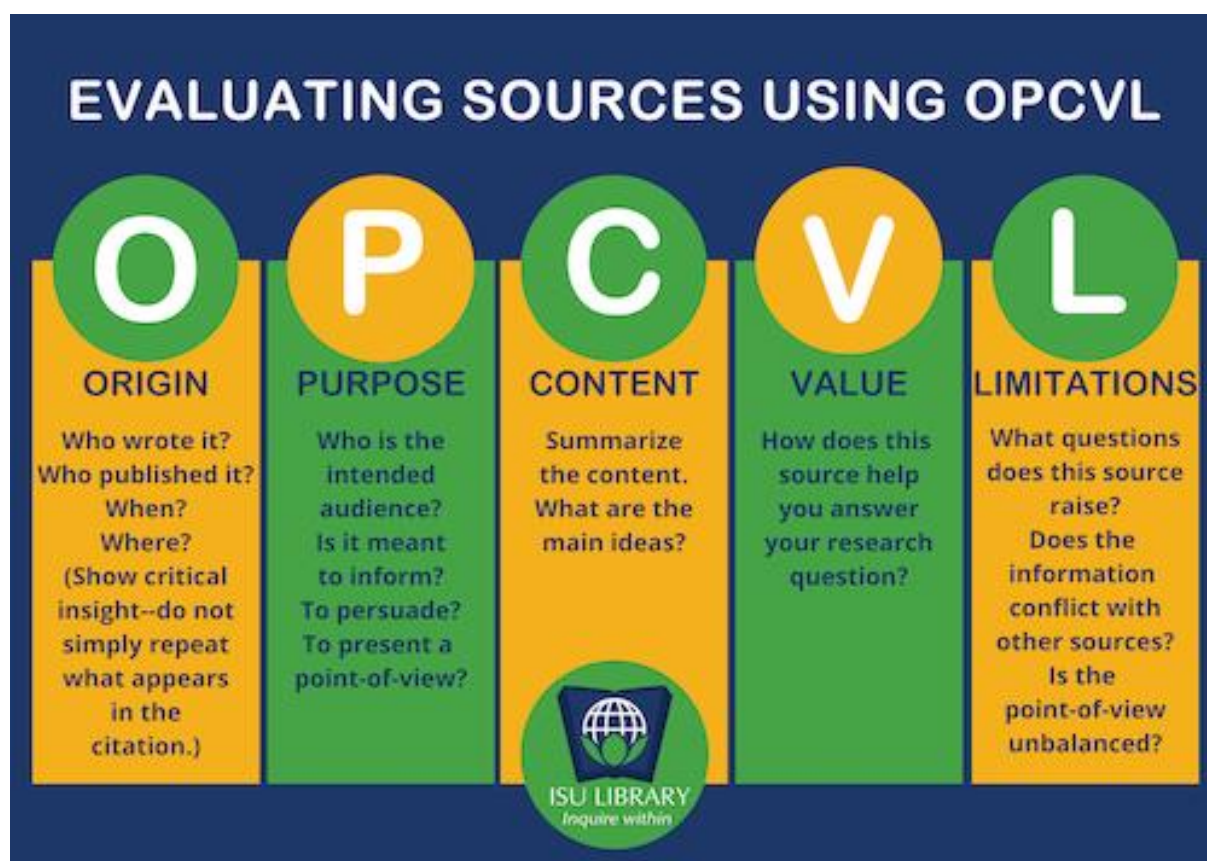 EVALUATING SOURCES USING OPCVL
O
ORIGIN
Who wrote it?
Who published it?
When?
Where?
(Show critical
insight--do not
simply repeat
what appears
in the
citation.)
P
PURPOSE
Who is the
intended
audience?
Is it meant
to inform?
To persuade?
To present a
point-of-view?
C
CONTENT
Summarize
the content.
What are the
main ideas?
V
VALUE
How does this
source help
you answer
your research
question?
L
LIMITATIONS
What questions
does this source
raise?
Does the
information
conflict with
other sources?
Is the
point-of-view
unbalanced?
ISU LIBRARY
Inquire within